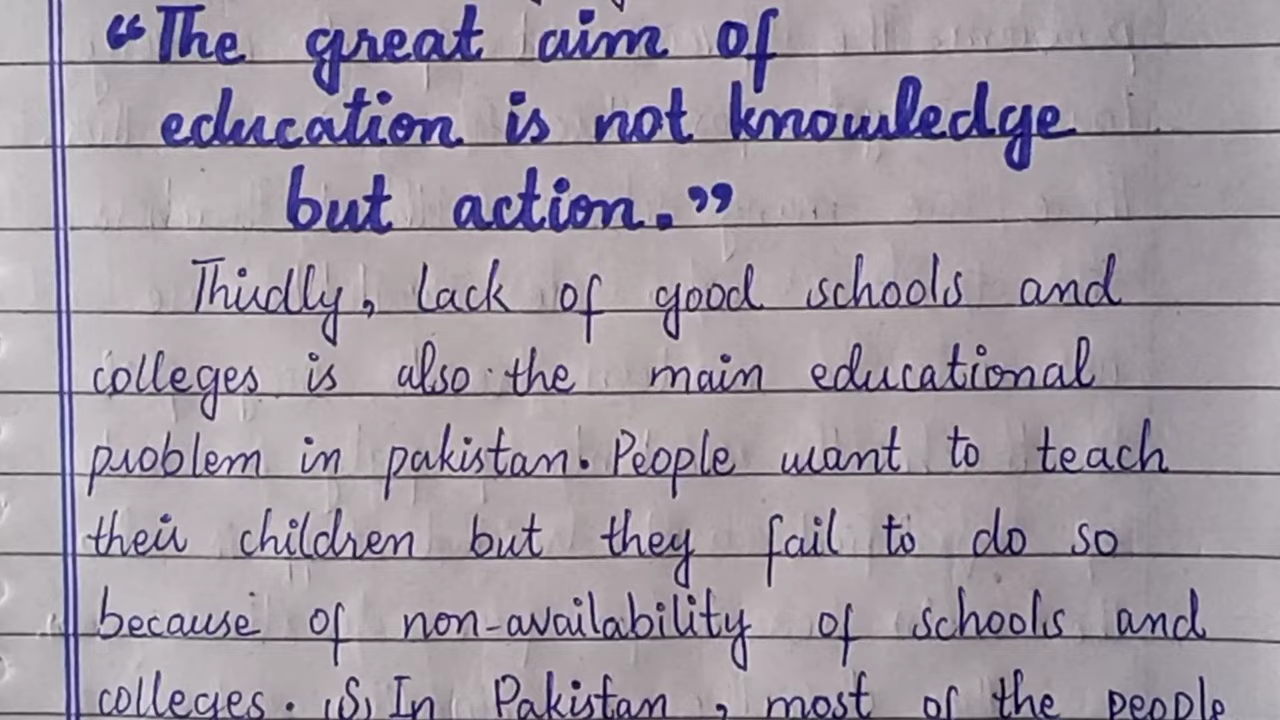 “The great aim of
education is not knowledge
but action.”
Thirdly, lack of good schools and
colleges is also the main educational
problem in pakistan. People want to teach
their children but they fail to do so
because of non-availability of schools and
colleges. In Pakistan, most of the people